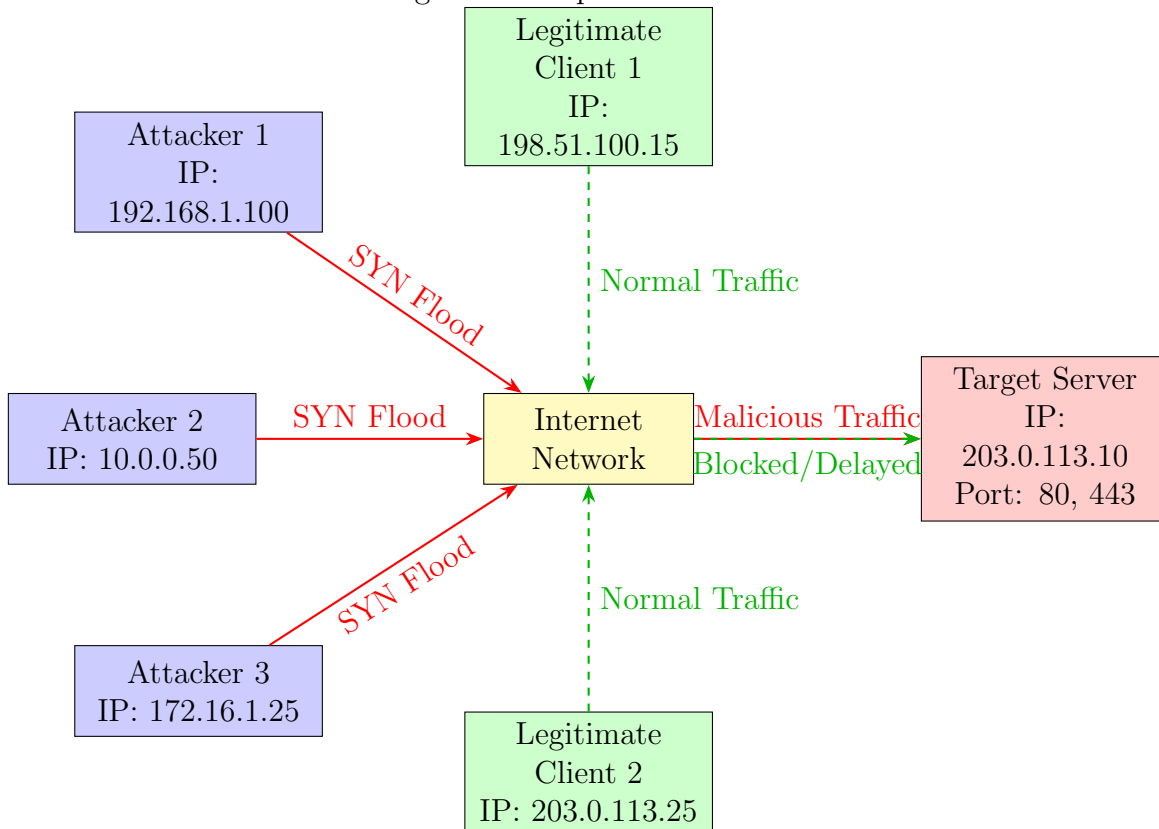 Legitimate
Client 1
IP:
198.51.100.15
Attacker 1
IP:
192.168.1.100
SYN Flood
Normal Traffic
Attacker 2
IP: 10.0.0.50
SYN Flood
Internet
Network
Malicious Traffic
Blocked/Delayed
Target Server
IP:
203.0.113.10
Port: 80, 443
SYN Flood
Normal Traffic
Attacker 3
IP: 172.16.1.25
Legitimate
Client 2
IP: 203.0.113.25